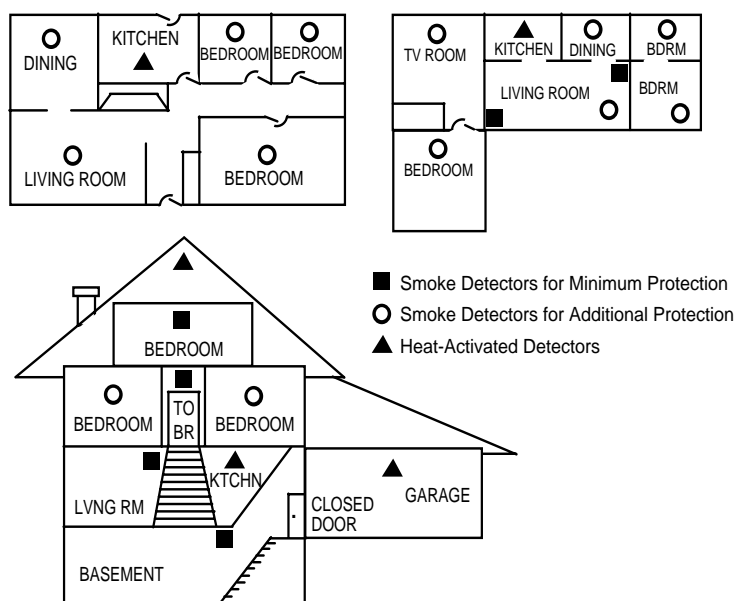 DINING
KITCHEN
BEDROOM
BEDROOM
LIVING ROOM
BEDROOM
TV ROOM
KITCHEN
DINING
BDRM
LIVING ROOM
BDRM
BEDROOM
Smoke Detectors for Minimum Protection
Smoke Detectors for Additional Protection
Heat-Activated Detectors
BEDROOM
BEDROOM
TO
BR
BEDROOM
LVNG RM
KTCHN
CLOSED
DOOR
GARAGE
BASEMENT